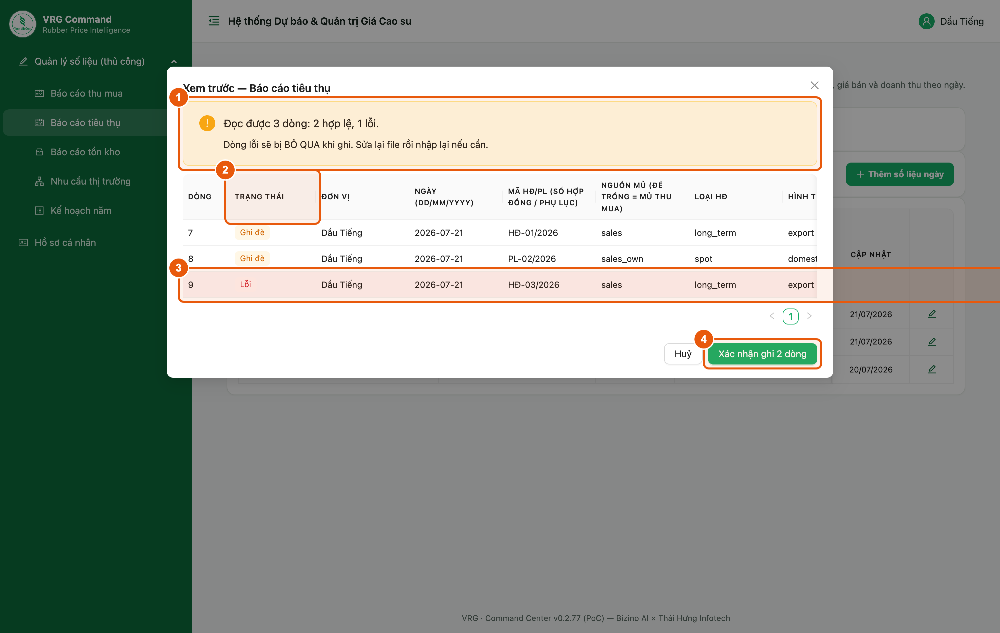 VRG Command
Rubber Price Intelligence
Hệ thống Dự báo & Quản trị Giá Cao su
Dầu Tiếng
Quản lý số liệu (thủ công)
Báo cáo thu mua
Báo cáo tiêu thụ
Báo cáo tồn kho
Nhu cầu thị trường
Kế hoạch năm
Hồ sơ cá nhân
, giá bán và doanh thu theo ngày.
+ Thêm số liệu ngày
Xem trước — Báo cáo tiêu thụ
1
! Đọc được 3 dòng: 2 hợp lệ, 1 lỗi.
Dòng lỗi sẽ bị BỎ QUA khi ghi. Sửa lại file rồi nhập lại nếu cần.
2
DÒNG TRẠNG THÁI ĐƠN VỊ NGÀY (DD/MM/YYYY) MÃ HĐ/PL (SỐ HỢP ĐỒNG / PHỤ LỤC) NGUỒN MỦ (ĐỂ TRỐNG = MỦ THU MUA) LOẠI HĐ HÌNH
7 Ghi đè Dầu Tiếng 2026-07-21 HĐ-01/2026 sales long_term export
8 Ghi đè Dầu Tiếng 2026-07-21 PL-02/2026 sales_own spot domest
3
9 Lỗi Dầu Tiếng 2026-07-21 HĐ-03/2026 sales long_term export
1
4
Huỷ Xác nhận ghi 2 dòng
CẬP NHẬT
21/07/2026
21/07/2026
20/07/2026
VRG · Command Center v0.2.77 (PoC) — Bizino AI × Thái Hưng Infotech